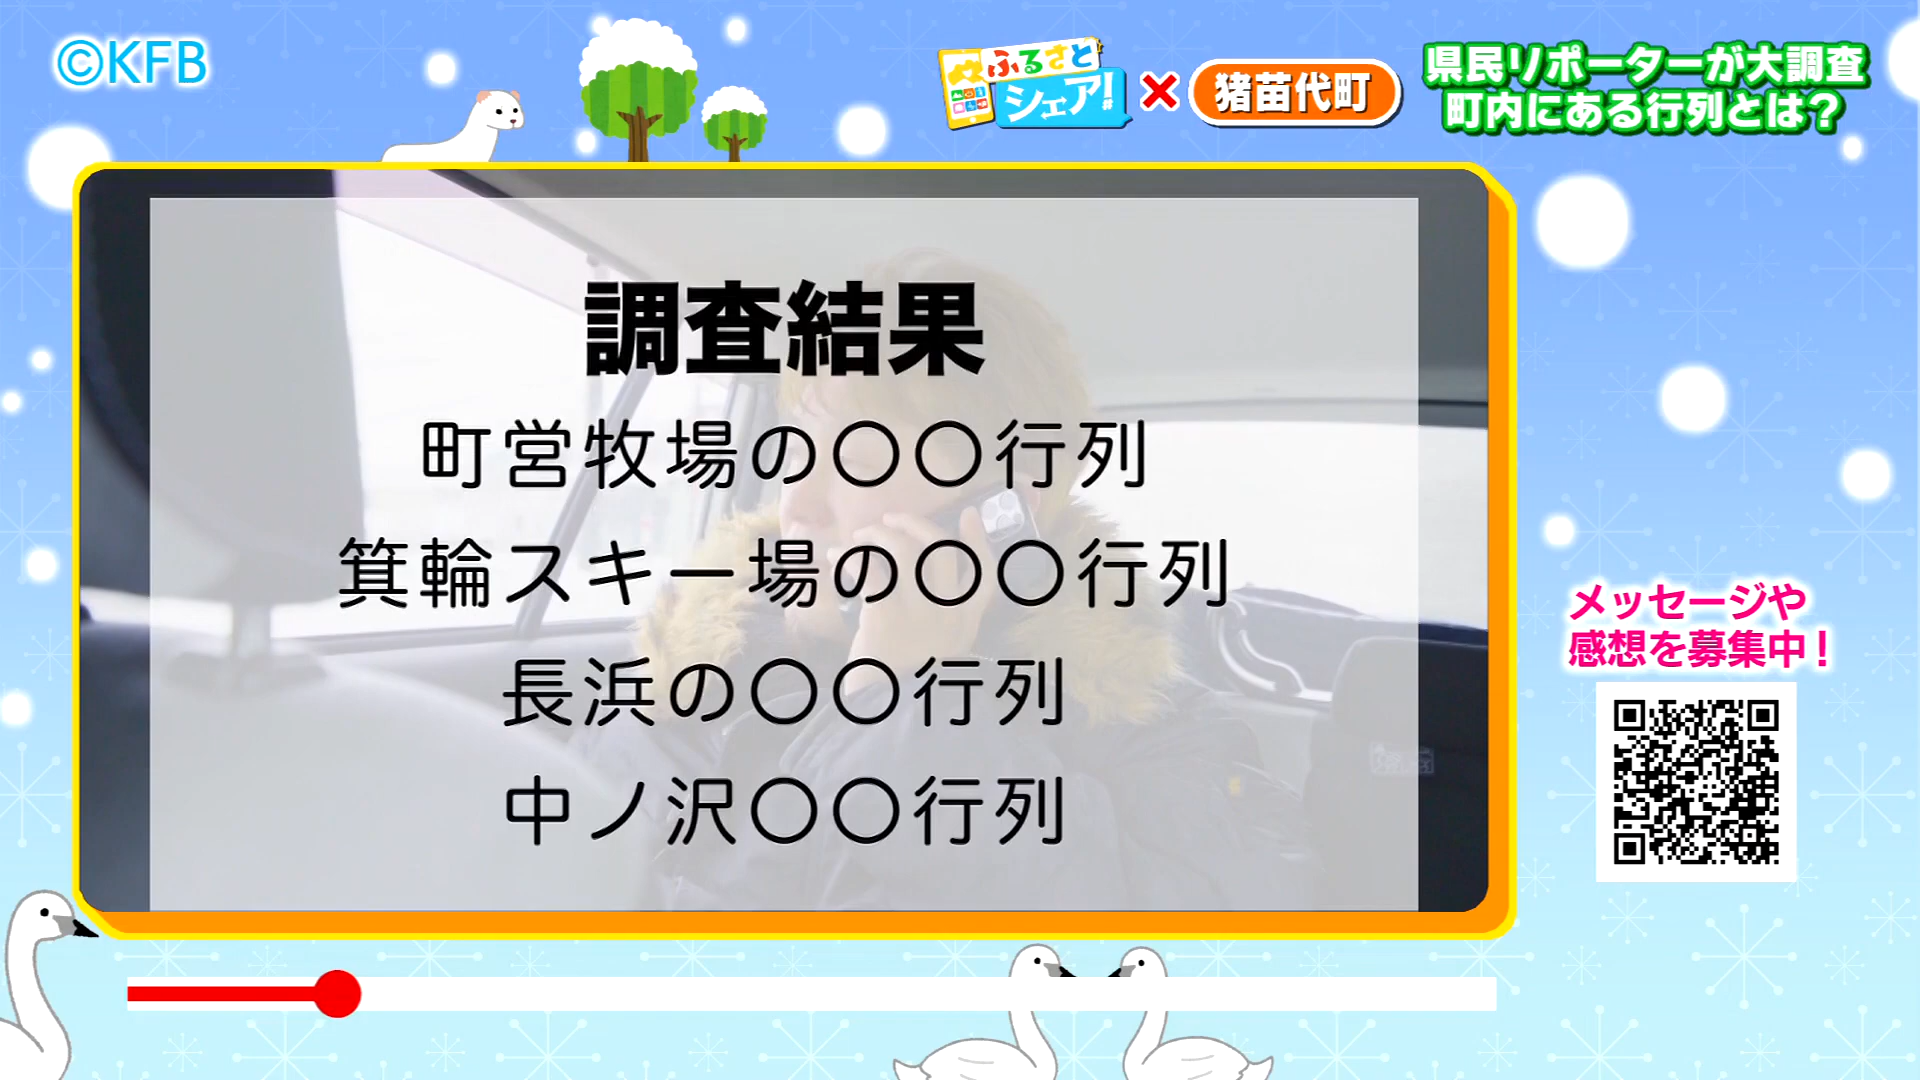 ©KFB
ふるさと
シェア!
#
×
猪苗代町
県民リポーターが大調査
町内にある行列とは？
調査結果
町営牧場の〇〇行列
箕輪スキー場の〇〇行列
長浜の〇〇行列
中ノ沢〇〇行列
メッセージや
感想を募集中！